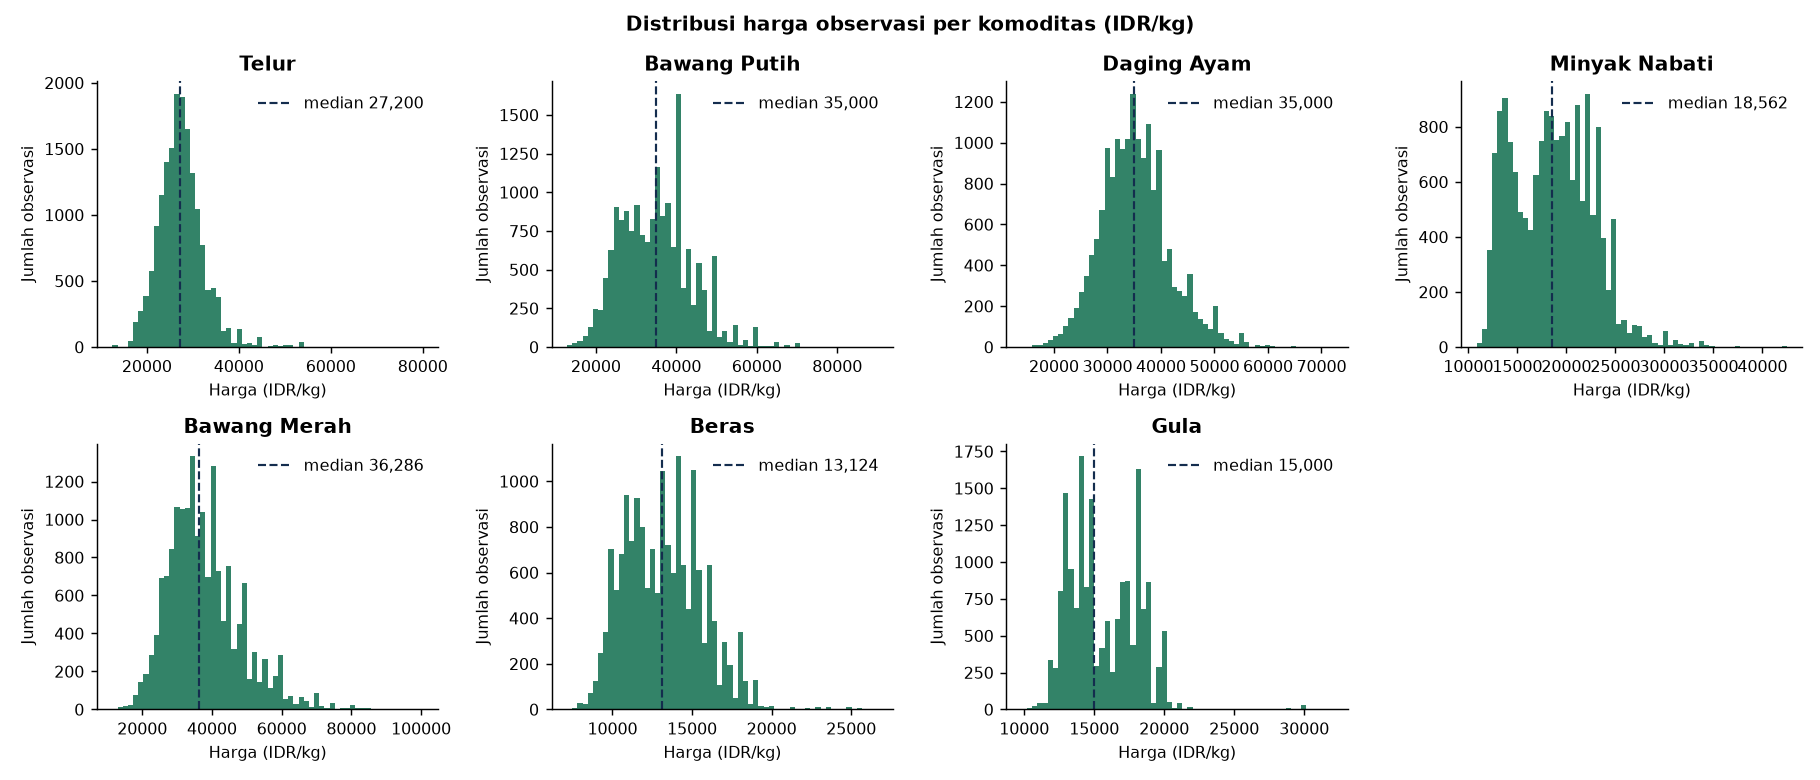 Distribusi harga observasi per komoditas (IDR/kg)
Telur
median 27,200
Jumlah observasi
2000
1500
1000
500
0
20000 40000 60000 80000
Harga (IDR/kg)
Bawang Putih
median 35,000
Jumlah observasi
1500
1250
1000
750
500
250
0
20000 40000 60000 80000
Harga (IDR/kg)
Daging Ayam
median 35,000
Jumlah observasi
1200
1000
800
600
400
200
0
20000 30000 40000 50000 60000 70000
Harga (IDR/kg)
Minyak Nabati
median 18,562
Jumlah observasi
800
600
400
200
0
10000 15000 20000 25000 30000 35000 40000
Harga (IDR/kg)
Bawang Merah
median 36,286
Jumlah observasi
1200
1000
800
600
400
200
0
20000 40000 60000 80000 100000
Harga (IDR/kg)
Beras
median 13,124
Jumlah observasi
1000
800
600
400
200
0
10000 15000 20000 25000
Harga (IDR/kg)
Gula
median 15,000
Jumlah observasi
1750
1500
1250
1000
750
500
250
0
10000 15000 20000 25000 30000
Harga (IDR/kg)